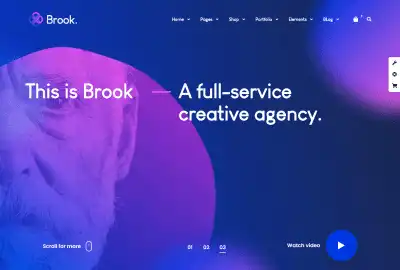 Brook.
Home Pages Shop Portfolio Elements Blog
This is Brook
A full-service
creative agency.
Scroll for more
01 02 03
Watch video